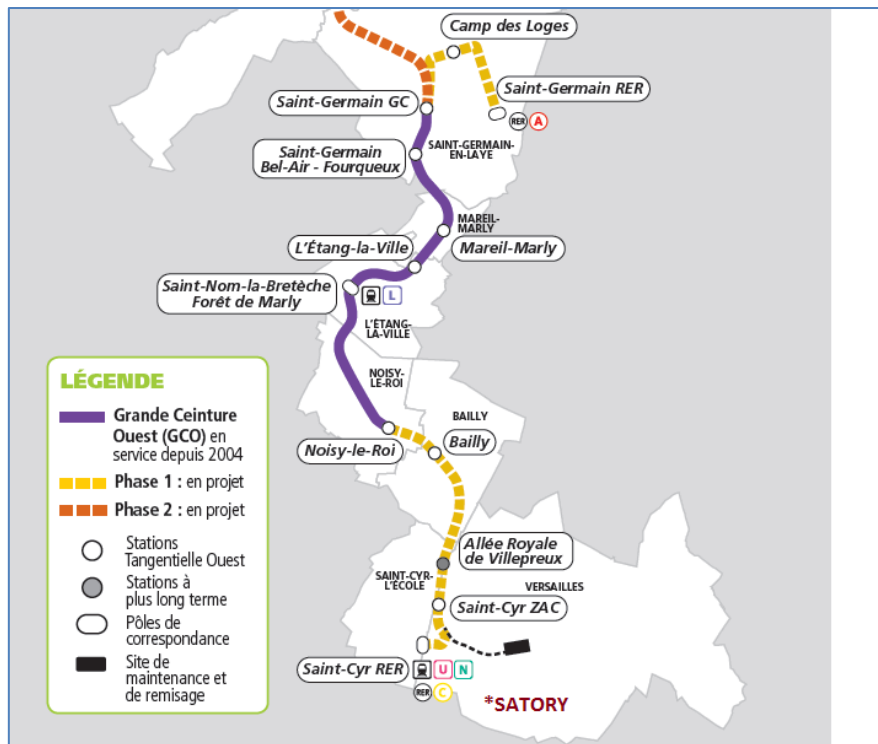 Camp des Loges
Saint-Germain RER
RER A
Saint-Germain GC
SAINT-GERMAIN-
EN-LAYE
Saint-Germain
Bel-Air - Fourqueux
MAREIL-
MARLY
L'Étang-la-Ville
Mareil-Marly
Saint-Nom-la-Bretèche
Forêt de Marly
L
L'ÉTANG-
LA-VILLE
NOISY-
LE-ROI
BAILLY
Noisy-le-Roi
Bailly
Allée Royale
de Villepreux
SAINT-CYR-
L'ÉCOLE
VERSAILLES
Saint-Cyr ZAC
Saint-Cyr RER
U N
RER C
*SATORY
LÉGENDE
Grande Ceinture
Ouest (GCO) en
service depuis 2004
Phase 1 : en projet
Phase 2 : en projet
Stations
Tangentielle Ouest
Stations à
plus long terme
Pôles de
correspondance
Site de
maintenance et
de remisage